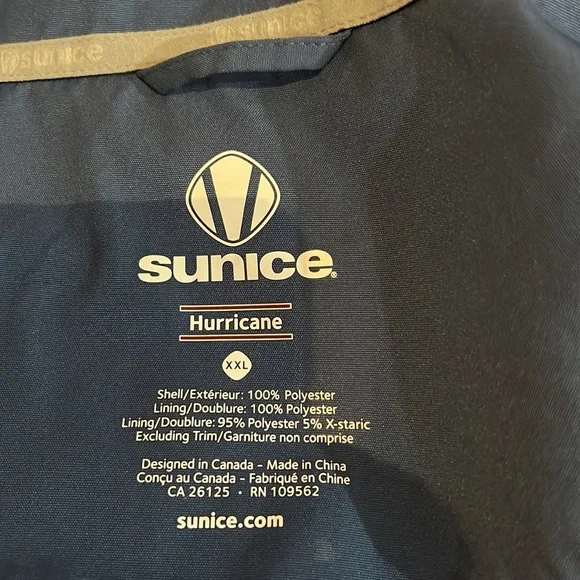 sunice
sunice®
Hurricane
XXL
Shell/Extérieur: 100% Polyester
Lining/Doublure: 100% Polyester
Lining/Doublure: 95% Polyester 5% X-staric
Excluding Trim/Garniture non comprise
Designed in Canada – Made in China
Conçu au Canada – Fabriqué en Chine
CA 26125 • RN 109562
sunice.com